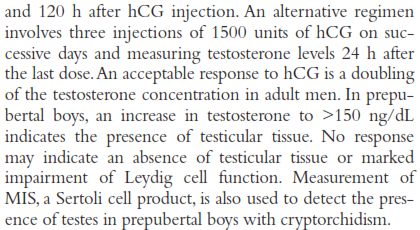 and 120 h after hCG injection. An alternative regimen
involves three injections of 1500 units of hCG on suc-
cessive days and measuring testosterone levels 24 h after
the last dose. An acceptable response to hCG is a doubling
of the testosterone concentration in adult men. In prepu-
bertal boys, an increase in testosterone to >150 ng/dL
indicates the presence of testicular tissue. No response
may indicate an absence of testicular tissue or marked
impairment of Leydig cell function. Measurement of
MIS, a Sertoli cell product, is also used to detect the pres-
ence of testes in prepubertal boys with cryptorchidism.